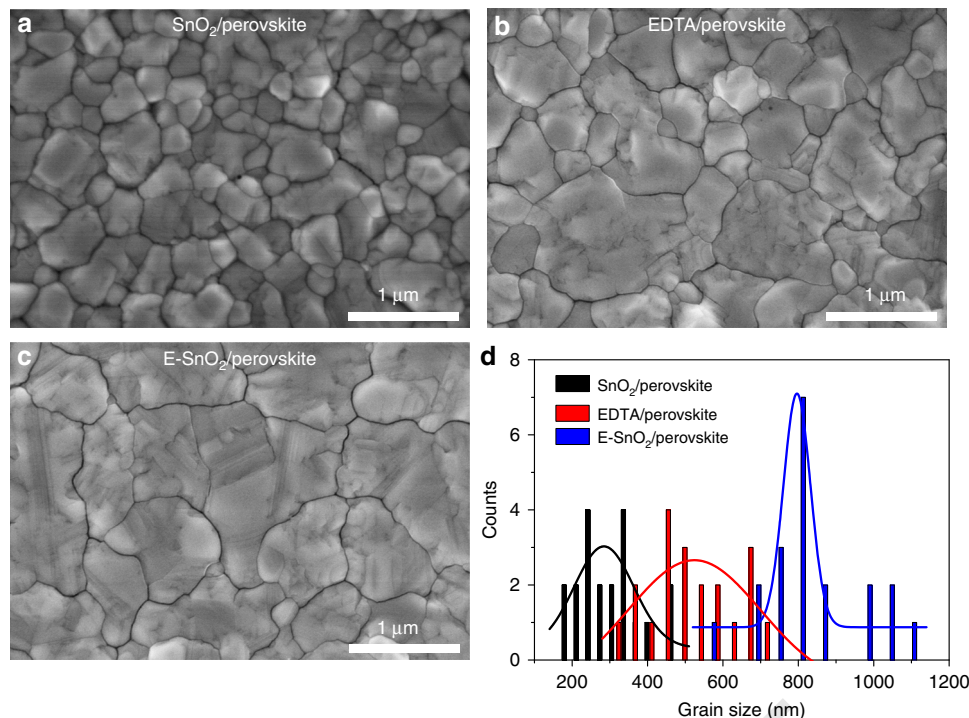 a
SnO₂/perovskite
1 μm
b
EDTA/perovskite
1 μm
c
E-SnO₂/perovskite
1 μm
d
8
6
4
2
0
Counts
SnO₂/perovskite
EDTA/perovskite
E-SnO₂/perovskite
200 400 600 800 1000 1200
Grain size (nm)